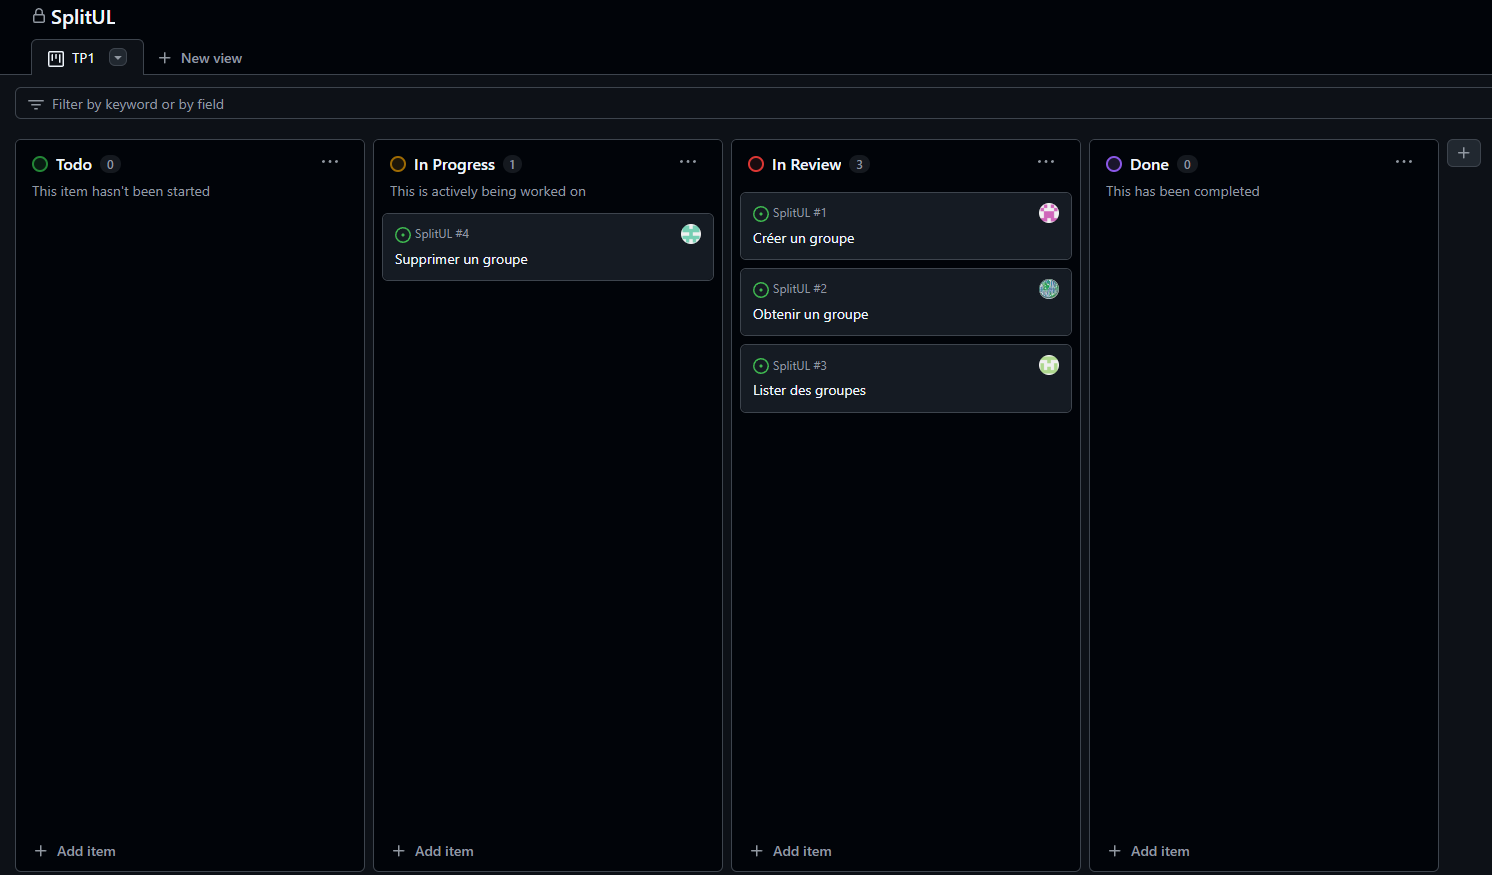 SplitUL
TP1
New view
Filter by keyword or by field
Todo 0
This item hasn't been started
Add item
In Progress 1
This is actively being worked on
SplitUL #4
Supprimer un groupe
Add item
In Review 3
SplitUL #1
Créer un groupe
SplitUL #2
Obtenir un groupe
SplitUL #3
Lister des groupes
Add item
Done 0
This has been completed
Add item